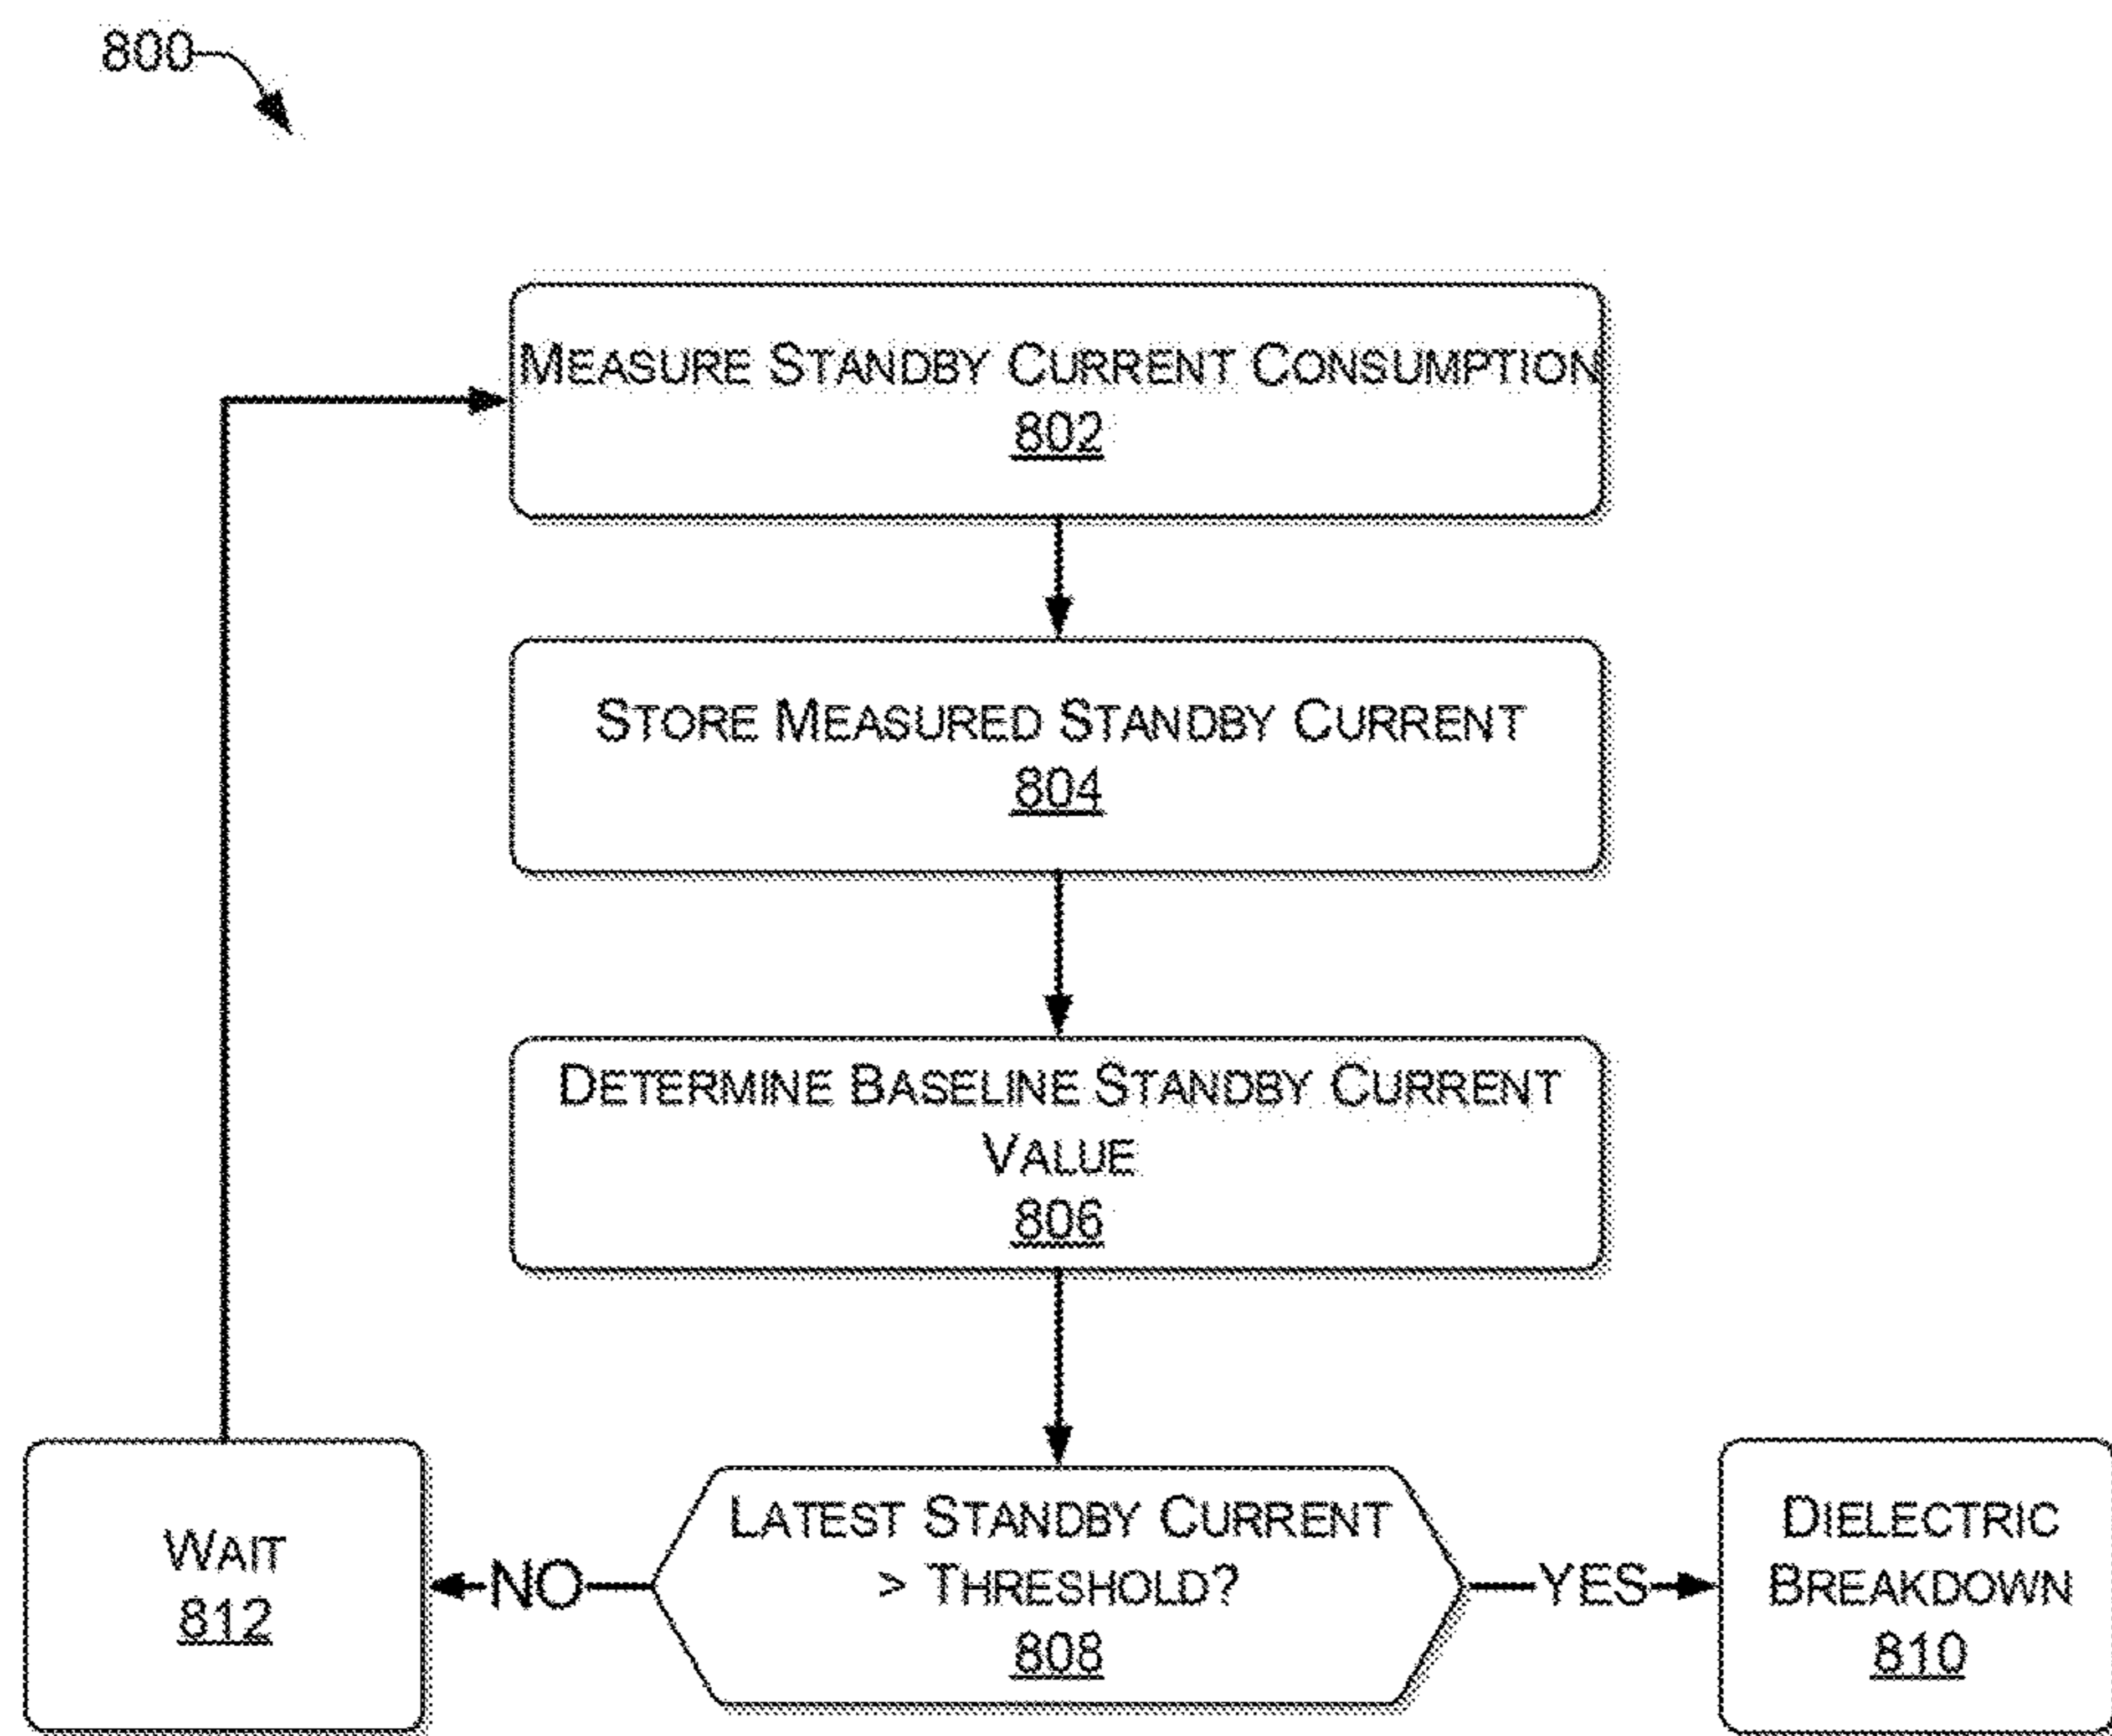 800
MEASURE STANDBY CURRENT CONSUMPTION
802
STORE MEASURED STANDBY CURRENT
804
DETERMINE BASELINE STANDBY CURRENT
VALUE
806
LATEST STANDBY CURRENT
> THRESHOLD?
808
NO
YES
WAIT
812
DIELECTRIC
BREAKDOWN
810